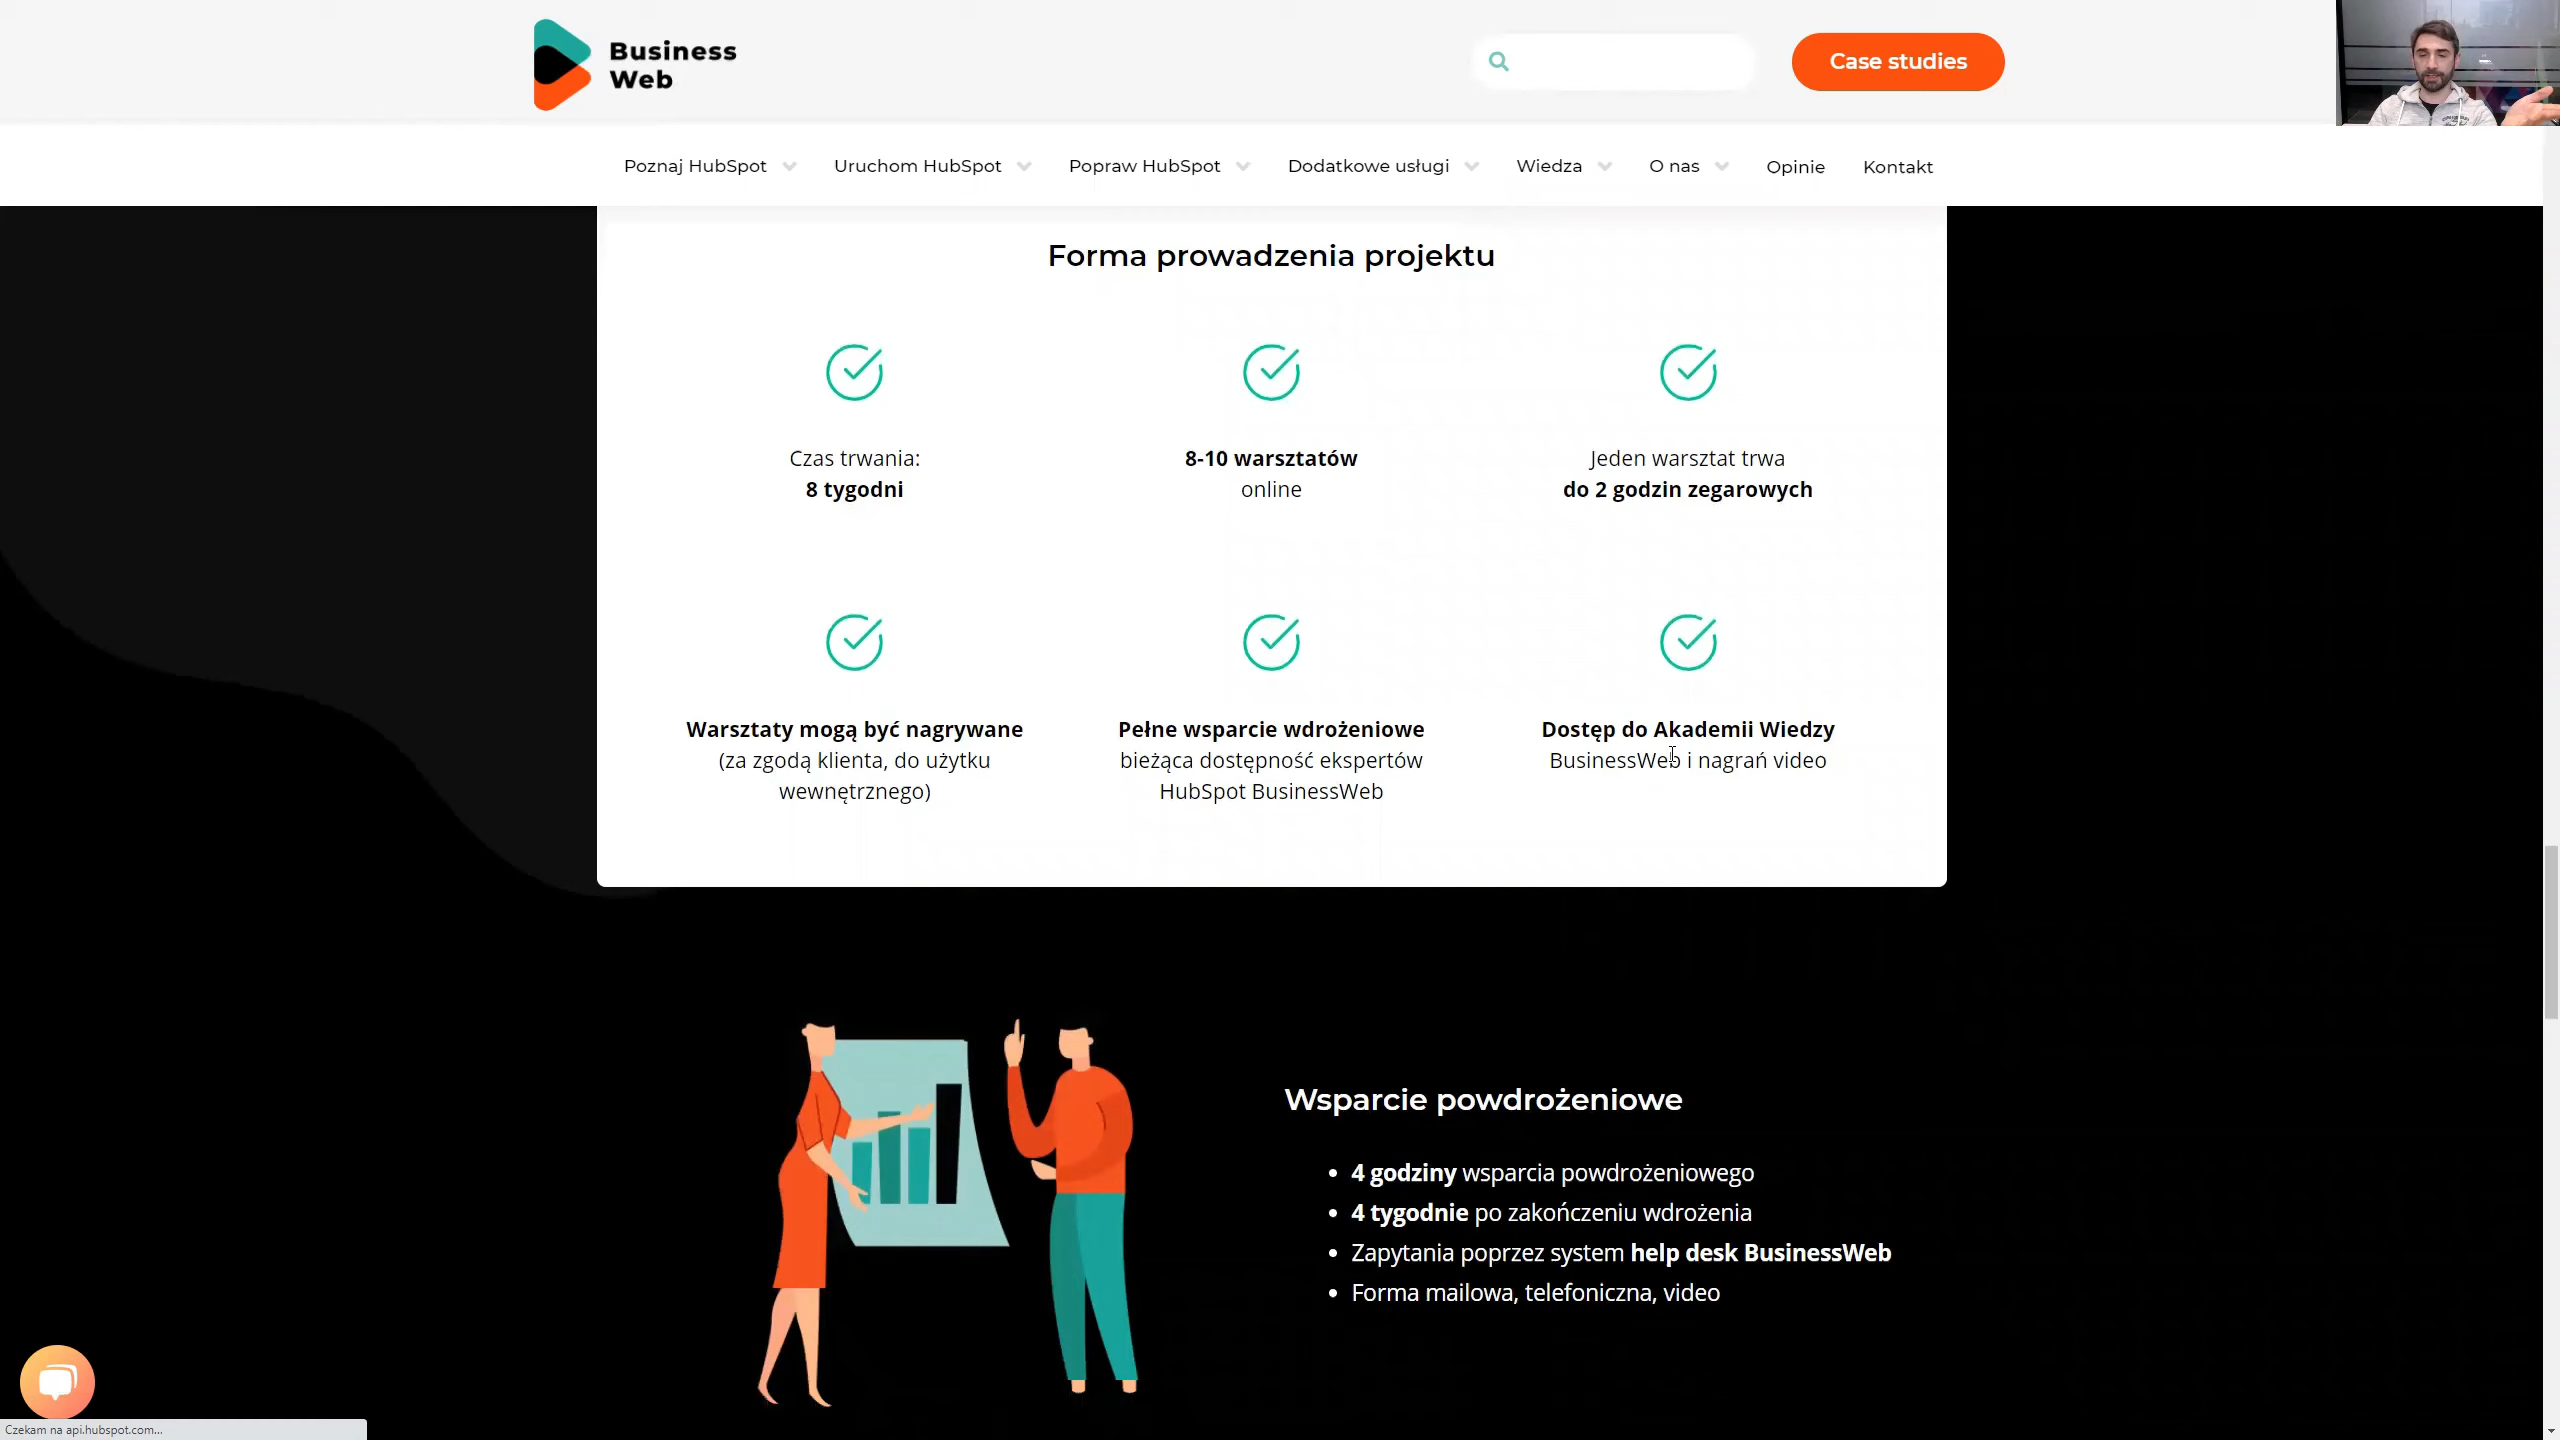 Business
Web
Case studies
Poznaj HubSpot
Uruchom HubSpot
Popraw HubSpot
Dodatkowe usługi
Wiedza
O nas
Opinie
Kontakt
Forma prowadzenia projektu
Czas trwania:
8 tygodni
8-10 warsztatów
online
Jeden warsztat trwa
do 2 godzin zegarowych
Warsztaty mogą być nagrywane
(za zgodą klienta, do użytku
wewnętrznego)
Pełne wsparcie wdrożeniowe
bieżąca dostępność ekspertów
HubSpot BusinessWeb
Dostęp do Akademii Wiedzy
BusinessWeb i nagrań video
Wsparcie powdrożeniowe
4 godziny wsparcia powdrożeniowego
4 tygodnie po zakończeniu wdrożenia
Zapytania poprzez system help desk BusinessWeb
Forma mailowa, telefoniczna, video
Czekam na api.hubspot.com...